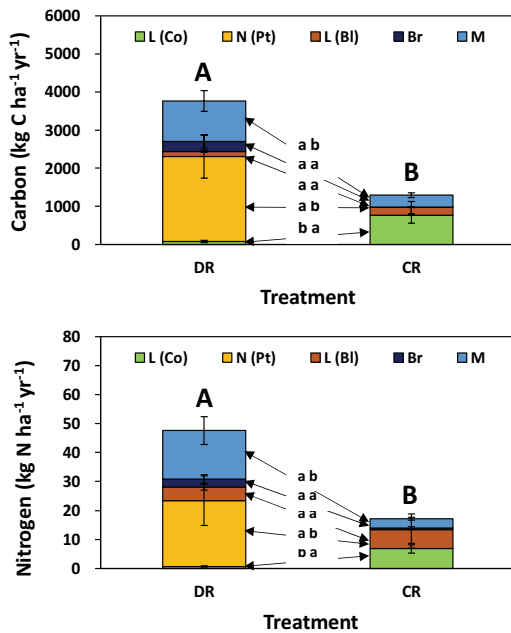 6000
L (Co) N (Pt) L (Bl) Br M
5000
A
4000
a b
3000
a a
B
2000
a a
a b
1000
b a
0
Carbon (kg C ha⁻¹ yr⁻¹)
DR CR
Treatment
80
L (Co) N (Pt) L (Bl) Br M
70
60
A
50
40
a b
30
a a
B
a a
20
a b
10
0
Nitrogen (kg N ha⁻¹ yr⁻¹)
DR CR
Treatment